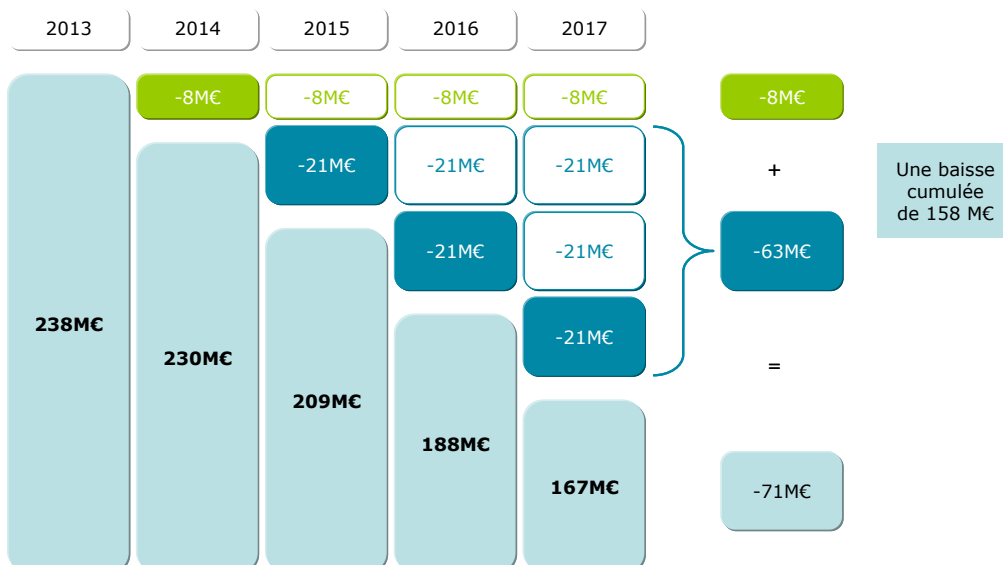 2013 2014 2015 2016 2017
-8M€ -8M€ -8M€ -8M€ -8M€
-21M€ -21M€ -21M€ +
Une baisse
cumulée
de 158 M€
-21M€ -21M€ -63M€
238M€
-21M€
230M€
=
209M€
188M€
167M€ -71M€